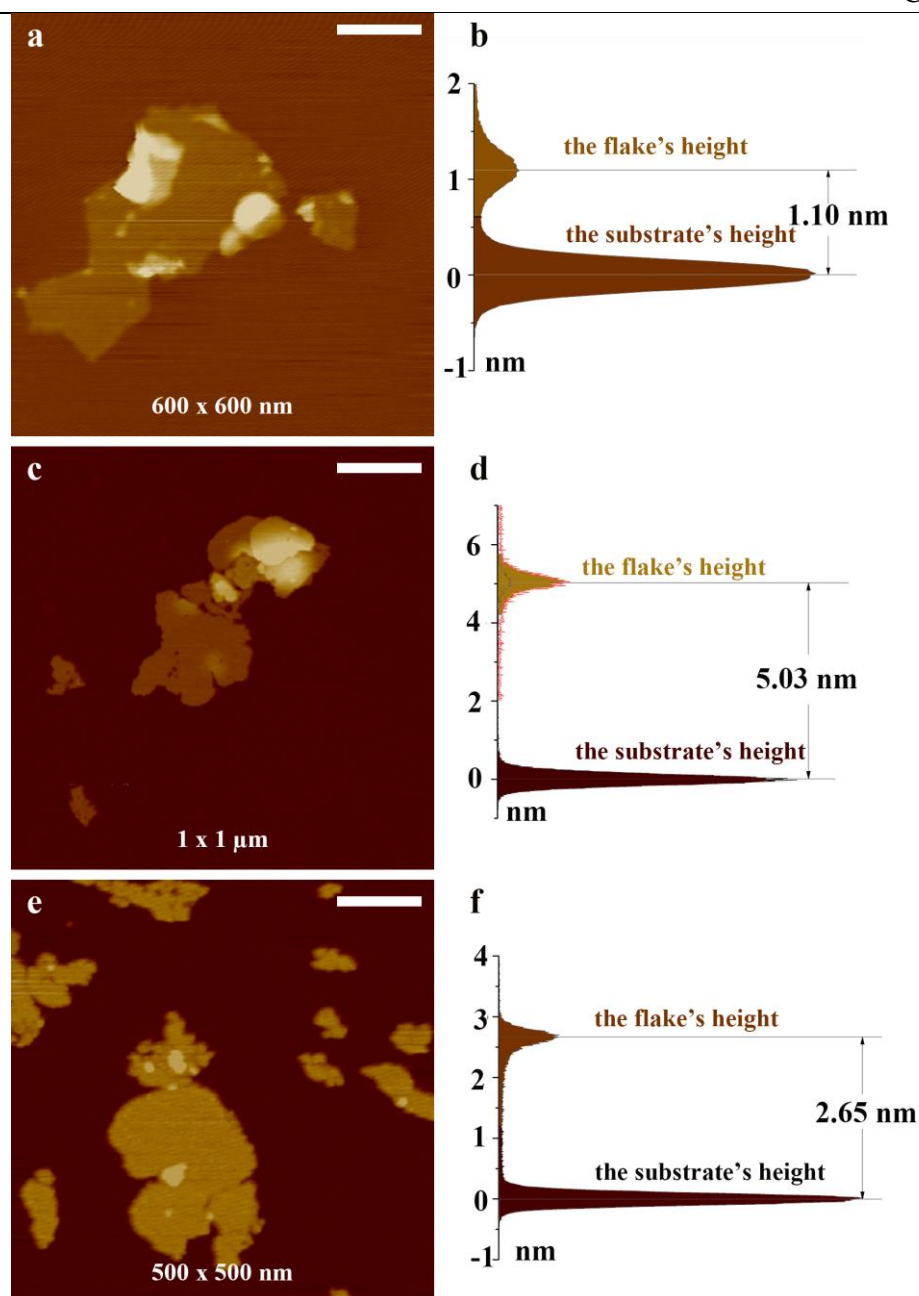 a
600 x 600 nm
b
2
the flake's height
1
1.10 nm
the substrate's height
0
-1 nm
c
1 x 1 µm
d
6
the flake's height
4
5.03 nm
2
the substrate's height
0
nm
e
500 x 500 nm
f
4
3
the flake's height
2
2.65 nm
1
the substrate's height
0
-1 nm